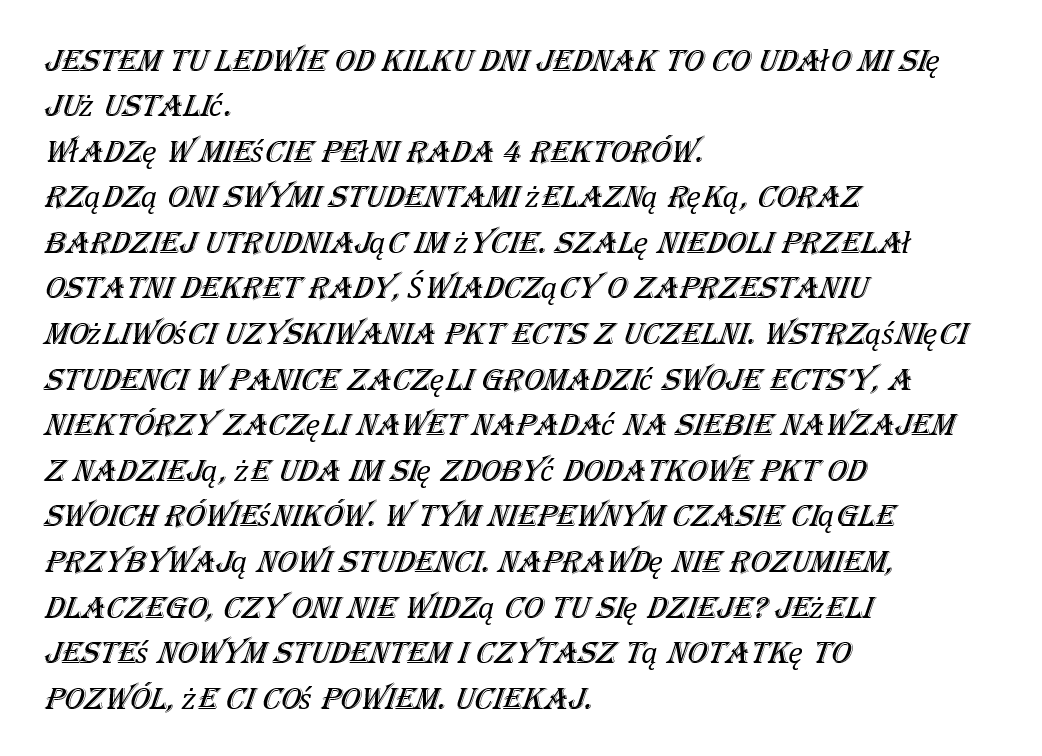 JESTEM TU LEDWIE OD KILKU DNI JEDNAK TO CO UDAłO MI SIę
JUż USTALIć.
WłADZę W MIEśCIE PEłNI RADA 4 REKTORÓW.
RZąDZą ONI SWYMI STUDENTAMI żELAZNą RęKą, CORAZ
BARDZIEJ UTRUDNIAJąC IM żYCIE. SZALę NIEDOLI PRZELAł
OSTATNI DEKRET RADY, ŚWIADCZąCY O ZAPRZESTANIU
MOżLIWOśCI UZYSKIWANIA PKT ECTS Z UCZELNI. WSTRZąśNIęCI
STUDENCI W PANICE ZACZęLI GROMADZIć SWOJE ECTS'Y, A
NIEKTÓRZY ZACZęLI NAWET NAPADAć NA SIEBIE NAWZAJEM
Z NADZIEJą, żE UDA IM SIę ZDOBYć DODATKOWE PKT OD
SWOICH RÓWIEśNIKÓW. W TYM NIEPEWNYM CZASIE CIąGLE
PRZYBYWAJą NOWI STUDENCI. NAPRAWDę NIE ROZUMIEM,
DLACZEGO, CZY ONI NIE WIDZą CO TU SIę DZIEJE? JEżELI
JESTEś NOWYM STUDENTEM I CZYTASZ Tą NOTATKę TO
POZWÓL, żE CI COś POWIEM. UCIEKAJ.